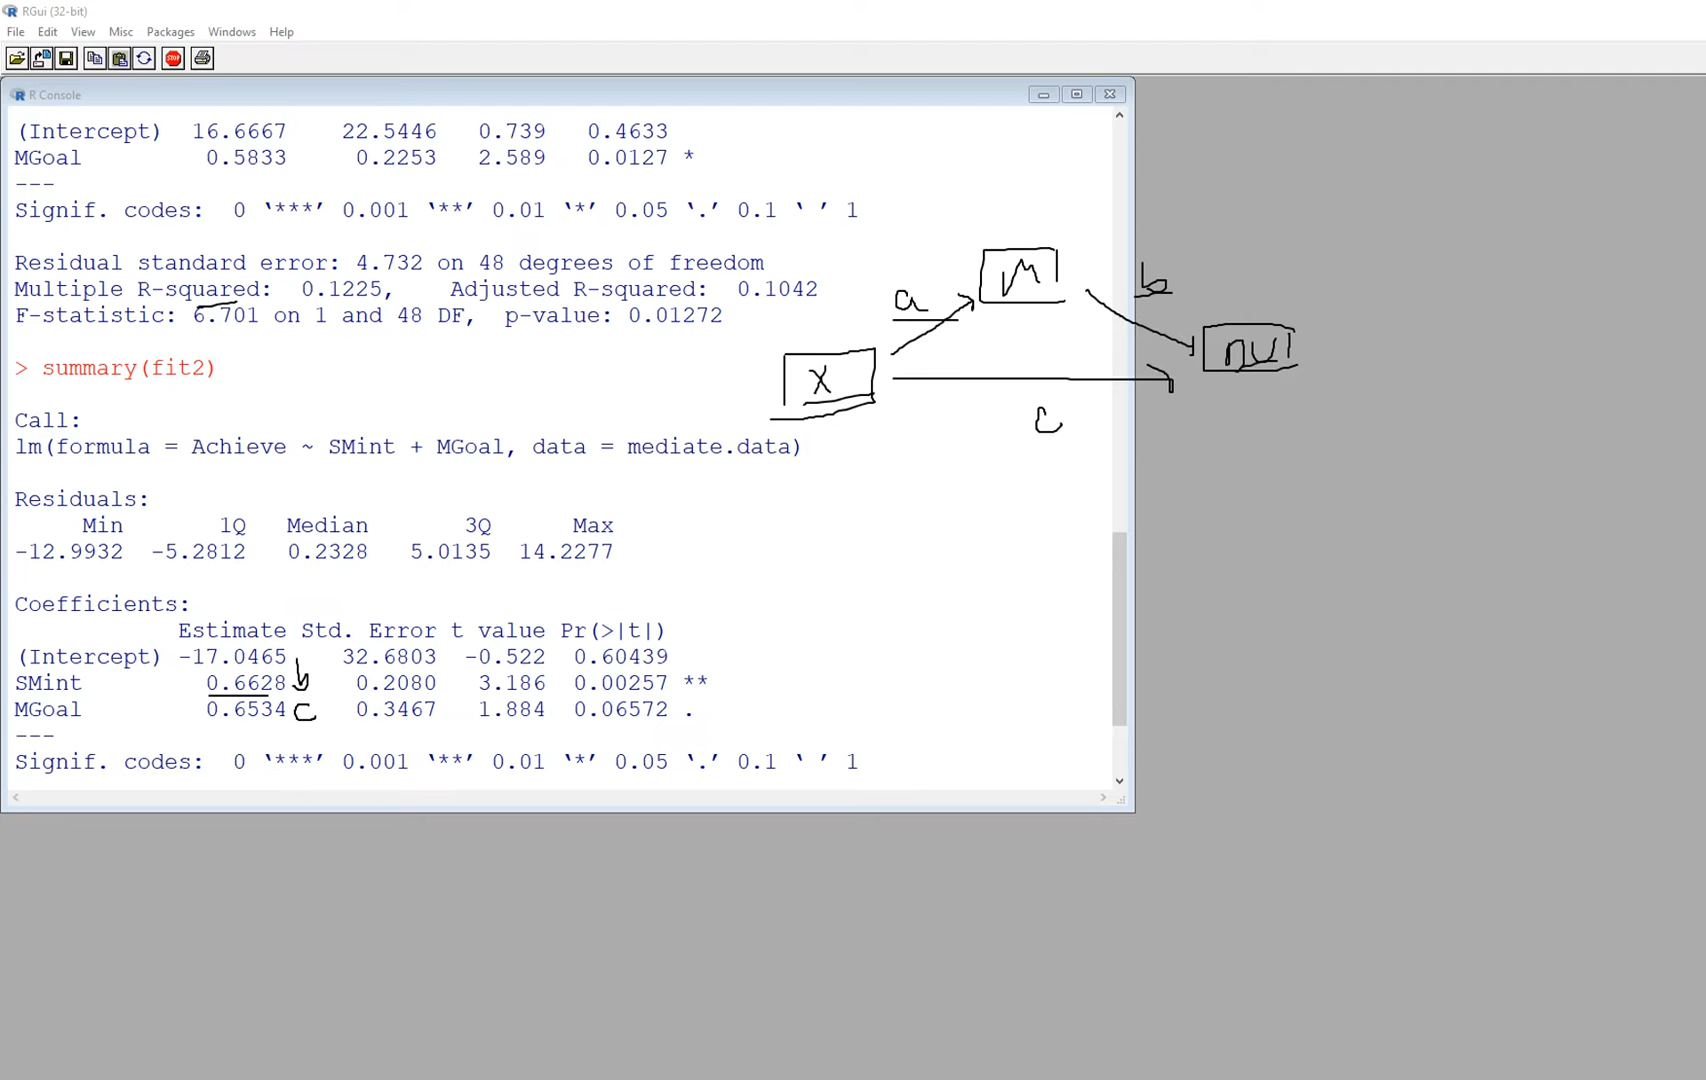 RGui (32-bit)
File Edit View Misc Packages Windows Help
R Console
(Intercept) 16.6667 22.5446 0.739 0.4633
MGoal 0.5833 0.2253 2.589 0.0127 *
---
Signif. codes: 0 ‘***’ 0.001 ‘**’ 0.01 ‘*’ 0.05 ‘.’ 0.1 ‘ ’ 1
Residual standard error: 4.732 on 48 degrees of freedom
Multiple R-squared: 0.1225, Adjusted R-squared: 0.1042
F-statistic: 6.701 on 1 and 48 DF, p-value: 0.01272
> summary(fit2)
Call:
lm(formula = Achieve ~ SMint + MGoal, data = mediate.data)
Residuals:
Min 1Q Median 3Q Max
-12.9932 -5.2812 0.2328 5.0135 14.2277
Coefficients:
Estimate Std. Error t value Pr(>|t|)
(Intercept) -17.0465 32.6803 -0.522 0.60439
SMint 0.6628 b 0.2080 3.186 0.00257 **
MGoal 0.6534 c 0.3467 1.884 0.06572 .
---
Signif. codes: 0 ‘***’ 0.001 ‘**’ 0.01 ‘*’ 0.05 ‘.’ 0.1 ‘ ’ 1
M
a
b
X
c
STOP